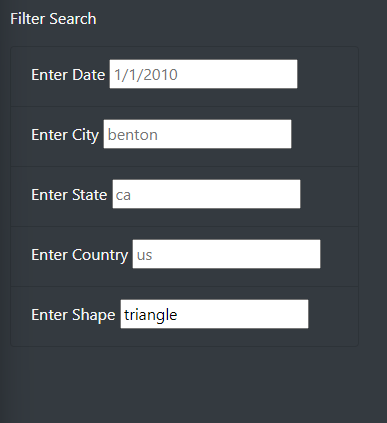 Filter Search
Enter Date 1/1/2010
Enter City benton
Enter State ca
Enter Country us
Enter Shape triangle